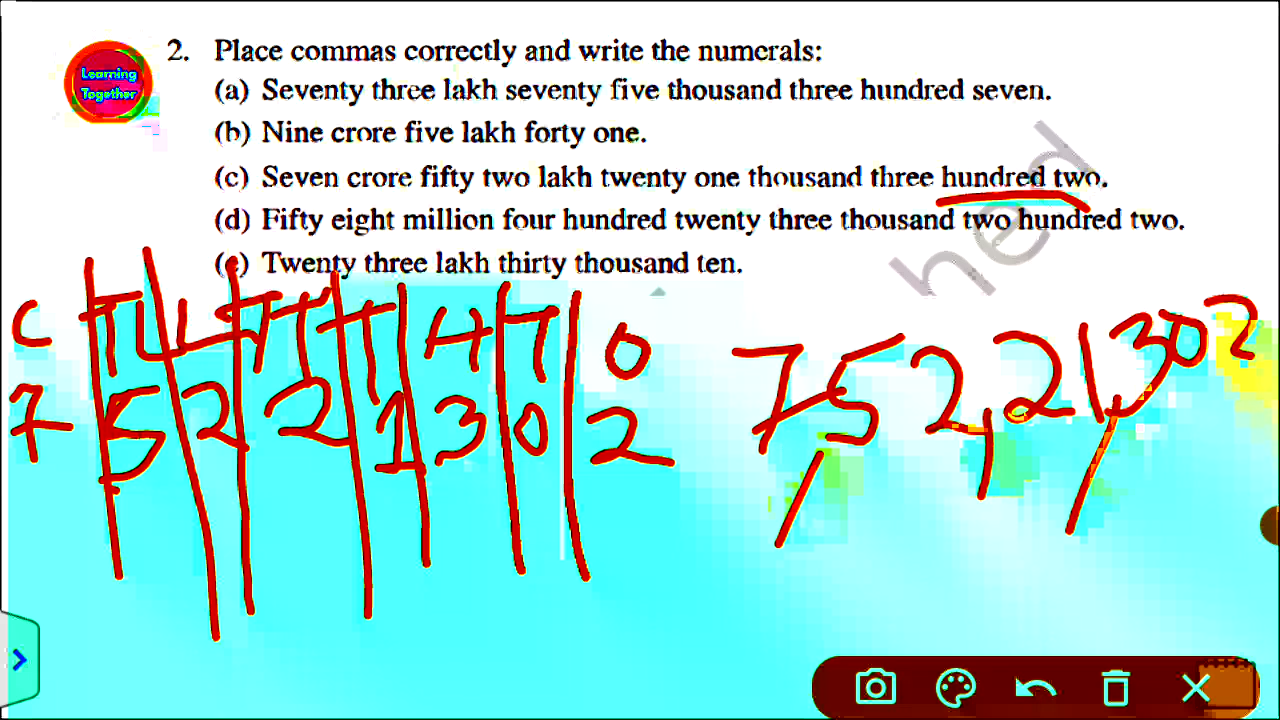 Learning
Together
2. Place commas correctly and write the numerals:
(a) Seventy three lakh seventy five thousand three hundred seven.
(b) Nine crore five lakh forty one.
(c) Seven crore fifty two lakh twenty one thousand three hundred two.
(d) Fifty eight million four hundred twenty three thousand two hundred two.
(e) Twenty three lakh thirty thousand ten.
hed
C TL L TT T H T O
7 5 2 2 1 3 0 2
7,52,21,302